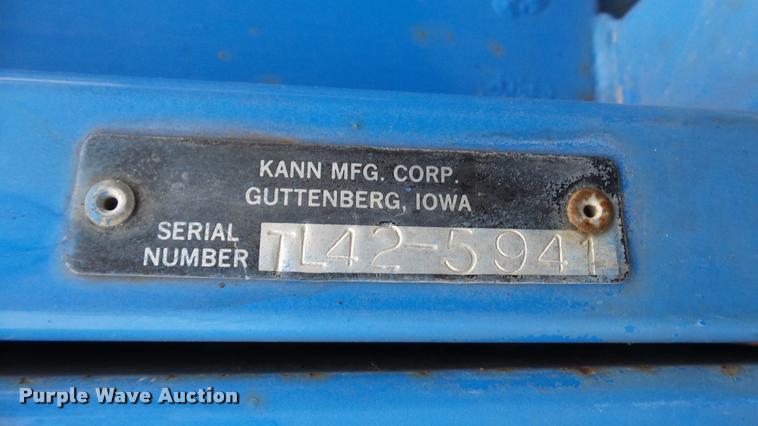 KANN MFG. CORP.
GUTTENBERG, IOWA
SERIAL
NUMBER TL42-5941
Purple Wave Auction®